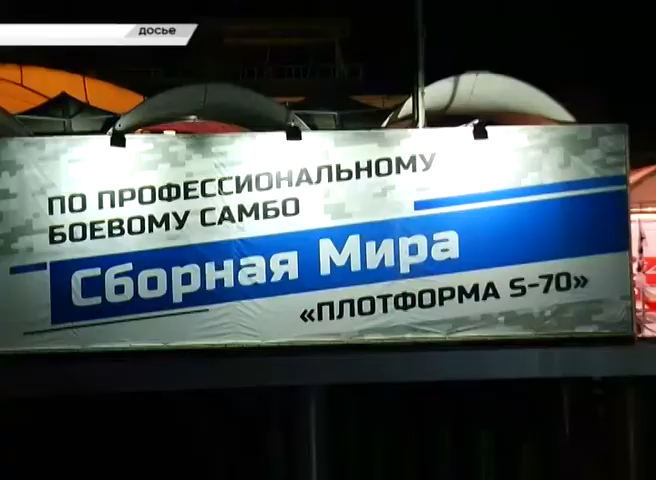 досье
ПО ПРОФЕССИОНАЛЬНОМУ
БОЕВОМУ САМБО
Сборная Мира
«ПЛОТФОРМА S-70»